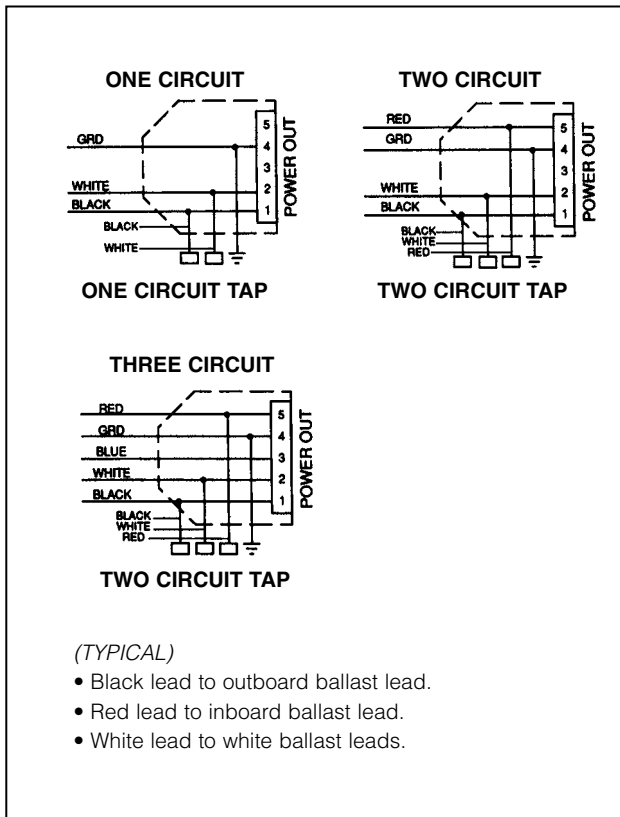 ONE CIRCUIT
GRD
WHITE
BLACK
BLACK
WHITE
5
4
3
2
1
POWER OUT
ONE CIRCUIT TAP
TWO CIRCUIT
RED
GRD
WHITE
BLACK
BLACK
WHITE
RED
5
4
3
2
1
POWER OUT
TWO CIRCUIT TAP
THREE CIRCUIT
RED
GRD
BLUE
WHITE
BLACK
BLACK
WHITE
RED
5
4
3
2
1
POWER OUT
TWO CIRCUIT TAP
(TYPICAL)
• Black lead to outboard ballast lead.
• Red lead to inboard ballast lead.
• White lead to white ballast leads.